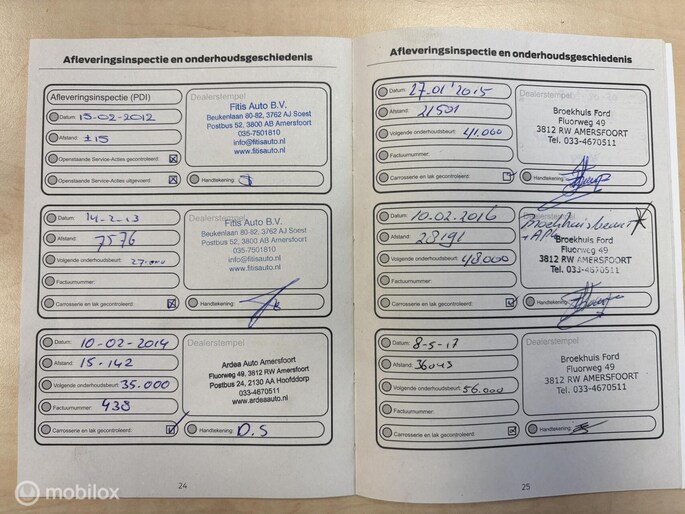 Afleveringsinspectie en onderhoudsgeschiedenis
Afleveringsinspectie (PDI)
Datum: 15-02-2012
Afstand: ±15
Openstaande Service-Acties gecontroleerd:
Openstaande Service-Acties uitgevoerd:
Dealerstempel
Fitis Auto B.V.
Beukenlaan 80-82, 3762 AJ Soest
Postbus 52, 3800 AB Amersfoort
035-7501810
info@fitisauto.nl
www.fitisauto.nl
Handtekening:
Datum: 14-2-13
Afstand: 7576
Volgende onderhoudsbeurt: 27.000
Factuurnummer:
Carrosserie en lak gecontroleerd:
Dealerstempel
Fitis Auto B.V.
Beukenlaan 80-82, 3762 AJ Soest
Postbus 52, 3800 AB Amersfoort
035-7501810
info@fitisauto.nl
www.fitisauto.nl
Handtekening:
Datum: 10-02-2014
Afstand: 15-142
Volgende onderhoudsbeurt: 35.000
Factuurnummer: 438
Carrosserie en lak gecontroleerd:
Dealerstempel
Ardea Auto Amersfoort
Fluorweg 49, 3812 RW Amersfoort
Postbus 24, 2130 AA Hoofddorp
033-4670511
www.ardeaauto.nl
Handtekening: D.S
24
Afleveringsinspectie en onderhoudsgeschiedenis
Datum: 27-01'2015
Afstand: 21501
Volgende onderhoudsbeurt: 41.000
Factuurnummer:
Carrosserie en lak gecontroleerd:
Dealerstempel
Broekhuis Ford
Fluorweg 49
3812 RW AMERSFOORT
Tel. 033-4670511
Handtekening:
Datum: 10.02.2016
Afstand: 28191
Volgende onderhoudsbeurt: 48000
Factuurnummer:
Carrosserie en lak gecontroleerd:
Dealerstempel
Broekhuisbeurt
+ APK
Broekhuis Ford
Fluorweg 49
3812 RW AMERSFOORT
Tel. 033-4670511
Handtekening:
Datum: 8-5-17
Afstand: 36043
Volgende onderhoudsbeurt: 56.000
Factuurnummer:
Carrosserie en lak gecontroleerd:
Dealerstempel
Broekhuis Ford
Fluorweg 49
3812 RW AMERSFOORT
Tel. 033-4670511
Handtekening:
25
mobilox